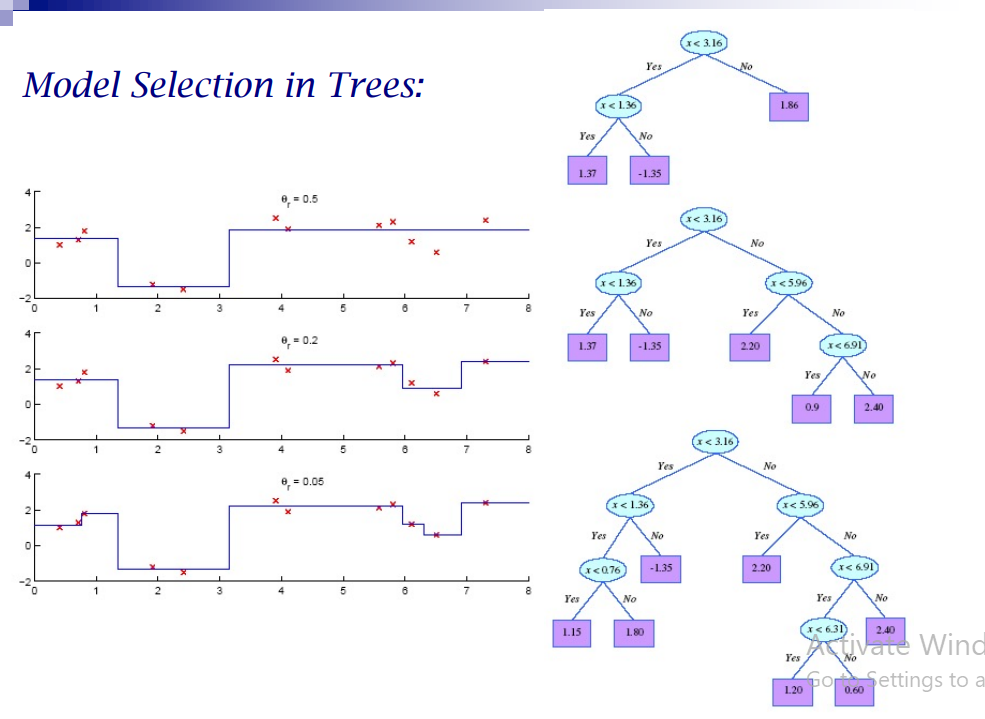 Model Selection in Trees:
x < 3.16
Yes No
x < 1.36 1.86
Yes No
1.37 -1.35
θr = 0.5
4
2
0
-2
0 1 2 3 4 5 6 7 8
x < 3.16
Yes No
x < 1.36 x < 5.96
Yes No Yes No
1.37 -1.35 2.20 x < 6.91
Yes No
0.9 2.40
θr = 0.2
4
2
0
-2
0 1 2 3 4 5 6 7 8
x < 3.16
Yes No
x < 1.36 x < 5.96
Yes No Yes No
x < 0.76 -1.35 2.20 x < 6.91
Yes No Yes No
1.15 1.80 x < 6.31 2.40
Yes No
1.20 0.60
θr = 0.05
4
2
0
-2
0 1 2 3 4 5 6 7 8
Activate Wind
Go to Settings to a